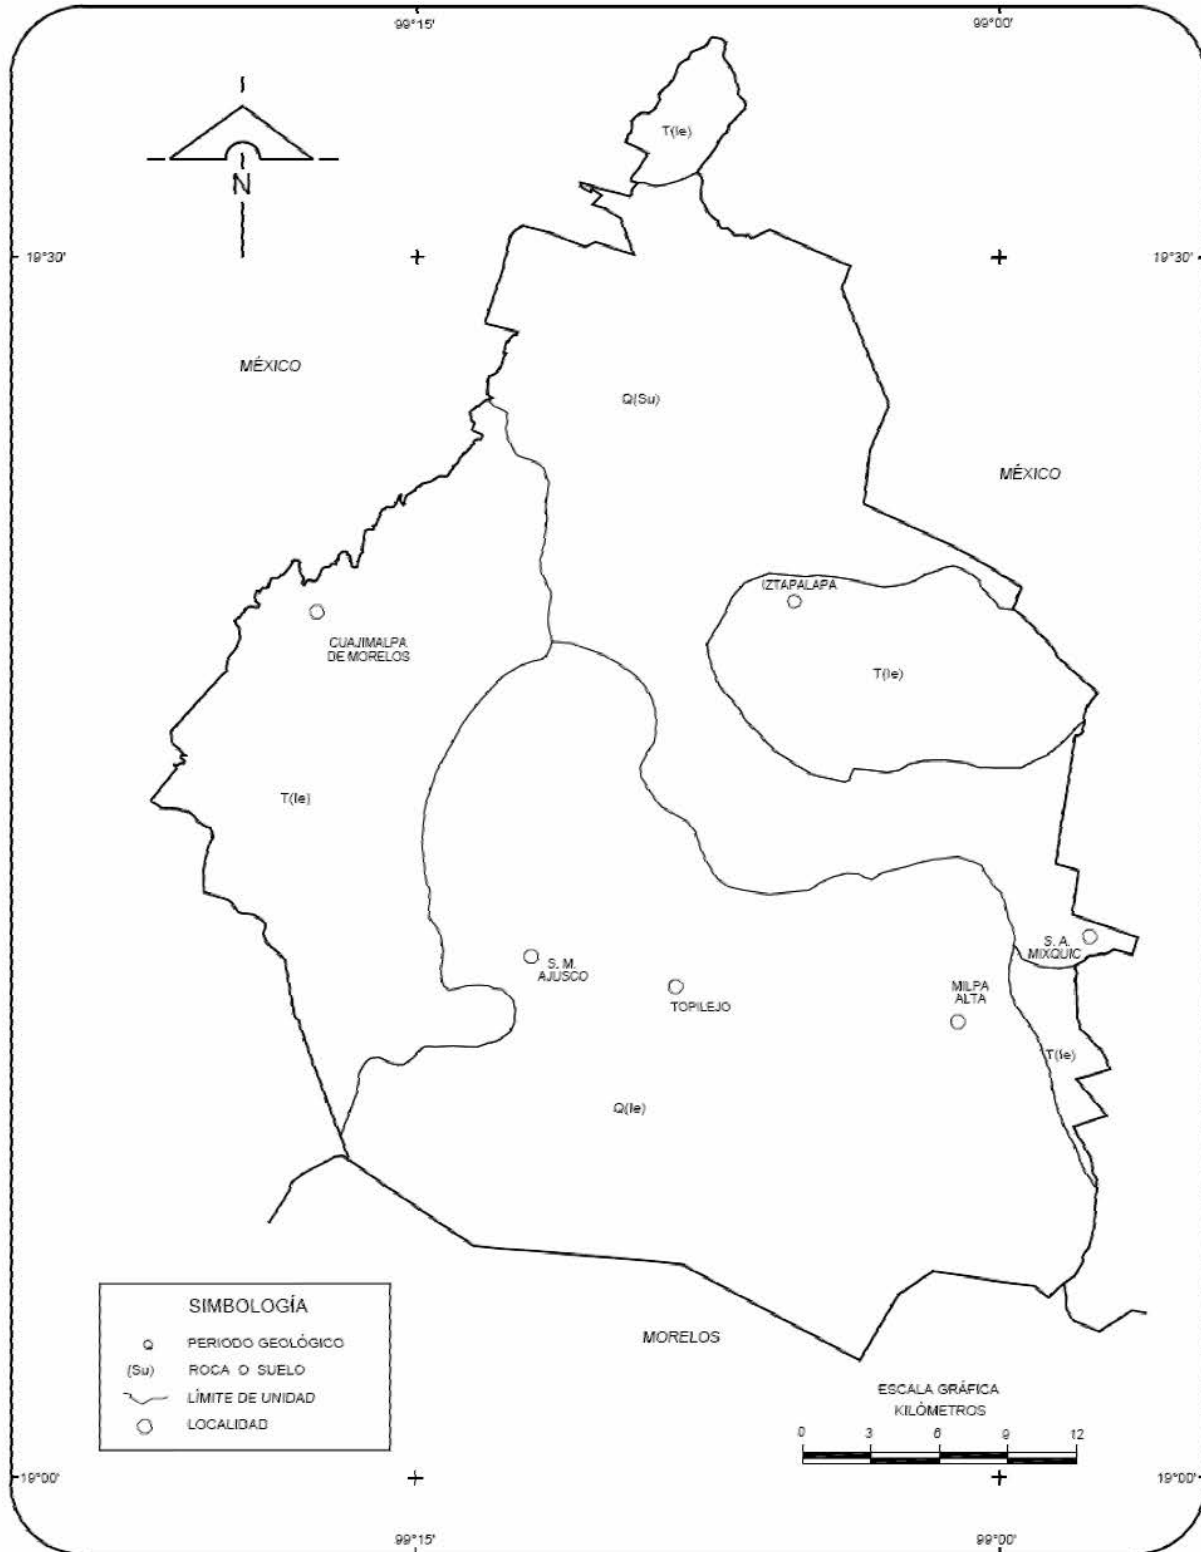 99°15'
99°00'
T(Ie)
N
19°30'
19°30'
MÉXICO
Q(Su)
MÉXICO
IZTAPALAPA
CUAJIMALPA
DE MORELOS
T(Ie)
T(Ie)
S. A.
MIXQUIC
S. M.
AJUSCO
TOPILEJO
MILPA
ALTA
T(Ie)
Q(Ie)
SIMBOLOGÍA
Q PERIODO GEOLÓGICO
(Su) ROCA O SUELO
LÍMITE DE UNIDAD
LOCALIDAD
MORELOS
ESCALA GRÁFICA
KILÓMETROS
0 3 6 9 12
19°00'
19°00'
99°15'
99°00'